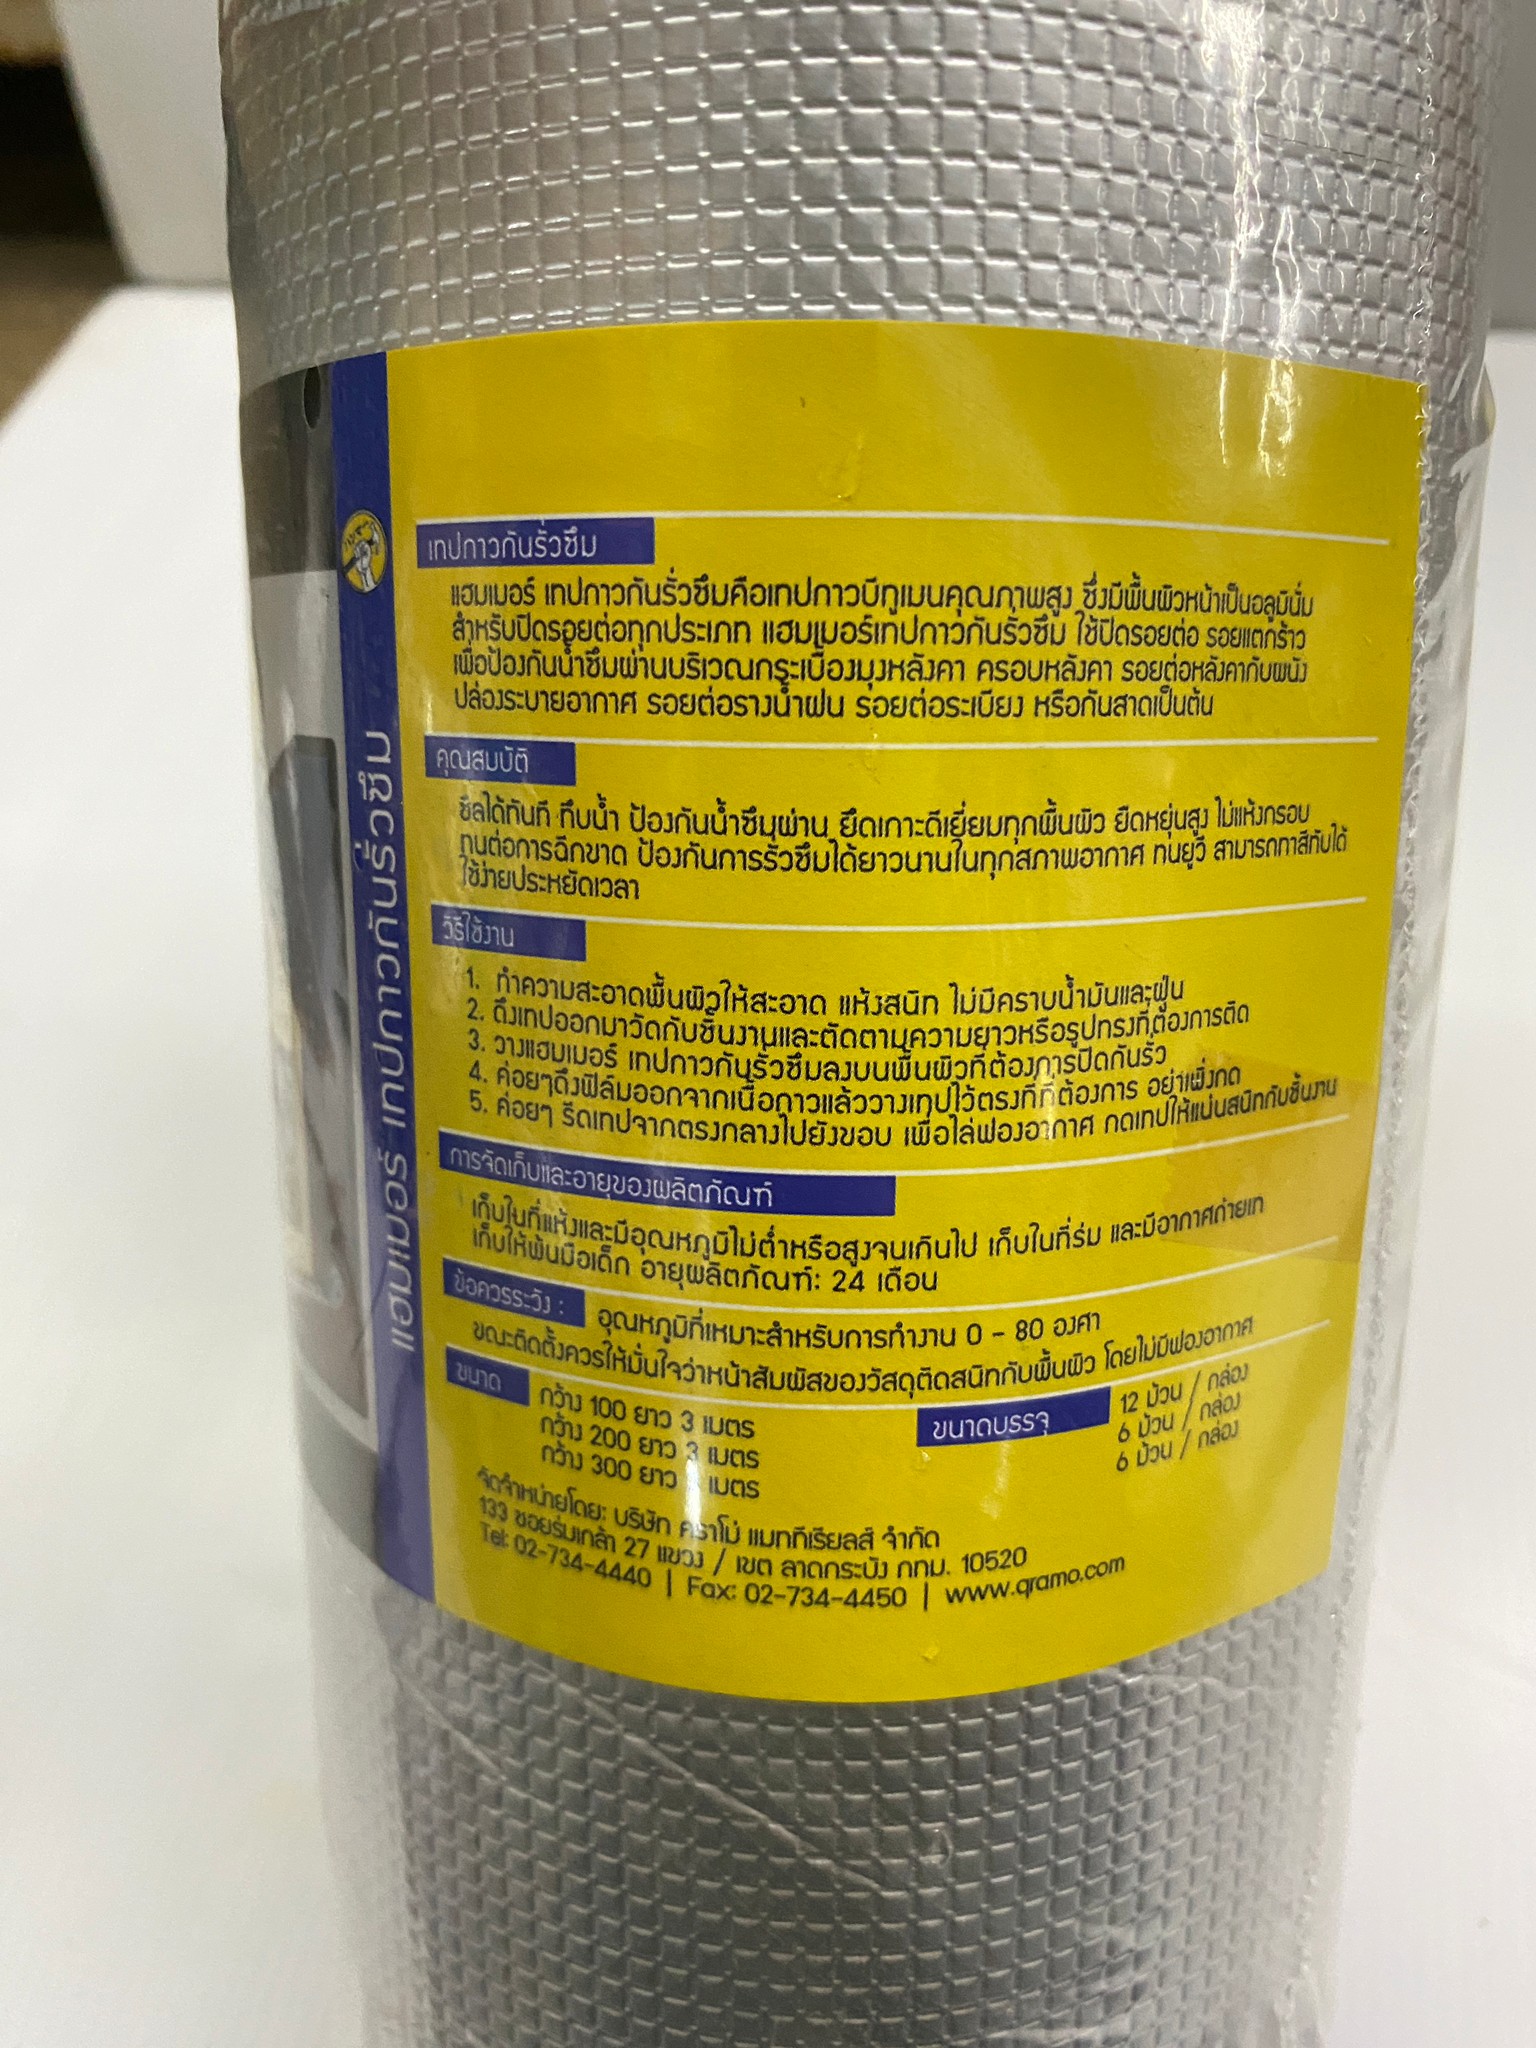 แฮมเมอร์ เทปกาวกันรั่วซึม
เทปกาวกันรั่วซึม
แฮมเมอร์ เทปกาวกันรั่วซึมคือเทปกาวบีทูเมนคุณภาพสูง ซึ่งมีพื้นผิวหน้าเป็นอลูมินั่ม
สำหรับปิดรอยต่อทุกประเภท แฮมเมอร์เทปกาวกันรั่วซึม ใช้ปิดรอยต่อ รอยแตกร้าว
เพื่อป้องกันน้ำซึมผ่านบริเวณกระเบื้องมุงหลังคา ครอบหลังคา รอยต่อหลังคากับผนัง
ปล่องระบายอากาศ รอยต่อรางน้ำฝน รอยต่อระเบียง หรือกันสาดเป็นต้น
คุณสมบัติ
ซีลได้ทันที ทึบน้ำ ป้องกันน้ำซึมผ่าน ยึดเกาะดีเยี่ยมทุกพื้นผิว ยืดหยุ่นสูง ไม่แห้งกรอบ
ทนต่อการฉีกขาด ป้องกันการรั่วซึมได้ยาวนานในทุกสภาพอากาศ ทนยูวี สามารถทาสีทับได้
ใช้ง่ายประหยัดเวลา
วิธีใช้งาน
1. ทำความสะอาดพื้นผิวให้สะอาด แห้งสนิท ไม่มีคราบน้ำมันและฝุ่น
2. ดึงเทปออกมาวัดกับชิ้นงานและตัดตามความยาวหรือรูปทรงที่ต้องการติด
3. วางแฮมเมอร์ เทปกาวกันรั่วซึมลงบนพื้นผิวที่ต้องการปิดกันรั่ว
4. ค่อยๆดึงฟิล์มออกจากเนื้อกาวแล้ววางเทปไว้ตรงที่ที่ต้องการ อย่าเพิ่งกด
5. ค่อยๆ รีดเทปจากตรงกลางไปยังขอบ เพื่อไล่ฟองอากาศ กดเทปให้แน่นสนิทกับชิ้นงาน
การจัดเก็บและอายุของผลิตภัณฑ์
เก็บในที่แห้งและมีอุณหภูมิไม่ต่ำหรือสูงจนเกินไป เก็บในที่ร่ม และมีอากาศถ่ายเท
เก็บให้พ้นมือเด็ก อายุผลิตภัณฑ์: 24 เดือน
ข้อควรระวัง : อุณหภูมิที่เหมาะสำหรับการทำงาน 0 - 80 องศา
ขณะติดตั้งควรให้มั่นใจว่าหน้าสัมผัสของวัสดุติดสนิทกับพื้นผิว โดยไม่มีฟองอากาศ
ขนาด กว้าง 100 ยาว 3 เมตร
กว้าง 200 ยาว 3 เมตร
กว้าง 300 ยาว เมตร
ขนาดบรรจุ 12 ม้วน / กล่อง
6 ม้วน / กล่อง
6 ม้วน / กล่อง
จัดจำหน่ายโดย: บริษัท คราโม่ แมททีเรียลส์ จำกัด
133 ซอยร่มเกล้า 27 แขวง / เขต ลาดกระบัง กทม. 10520
Tel: 02-734-4440 | Fax: 02-734-4450 | www.qramo.com